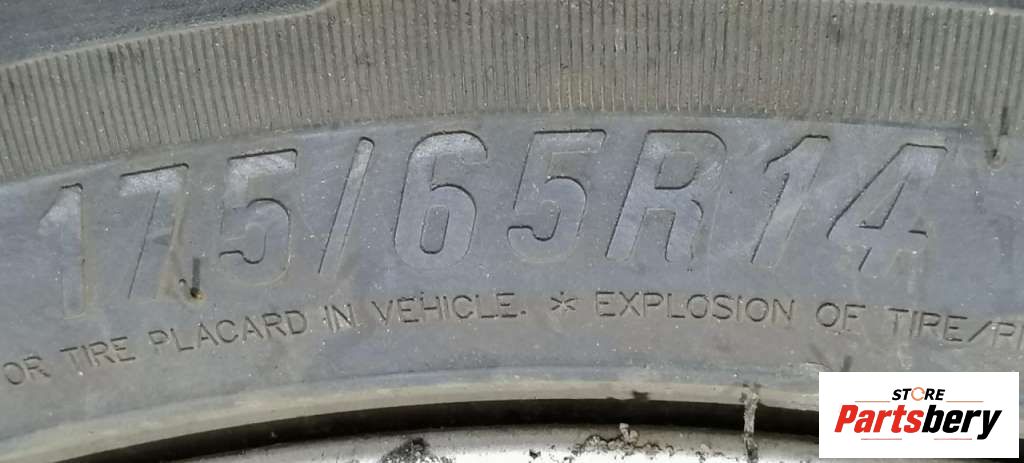 175/65R14
OR TIRE PLACARD IN VEHICLE. * EXPLOSION OF TIRE/
STORE
Partsbery